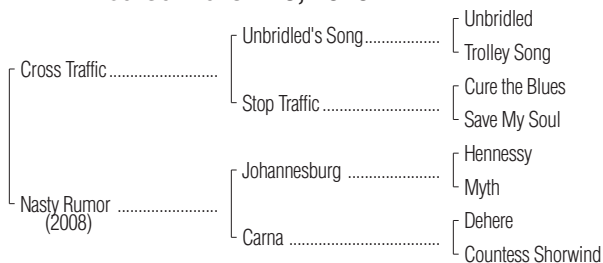 Unbridled
Unbridled's Song
Trolley Song
Cross Traffic
Cure the Blues
Stop Traffic
Save My Soul
Hennessy
Johannesburg
Myth
Nasty Rumor
(2008)
Dehere
Carna
Countess Shorwind